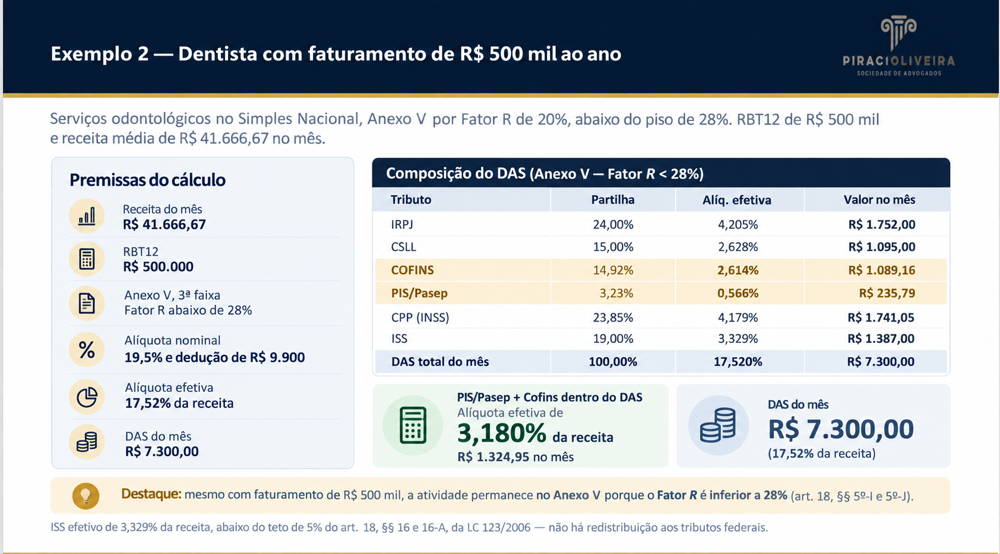 Exemplo 2 — Dentista com faturamento de R$ 500 mil ao ano
PIRACIOLIVEIRA
SOCIEDADE DE ADVOGADOS
Serviços odontológicos no Simples Nacional, Anexo V por Fator R de 20%, abaixo do piso de 28%. RBT12 de R$ 500 mil
e receita média de R$ 41.666,67 no mês.
Premissas do cálculo
Receita do mês
R$ 41.666,67
RBT12
R$ 500.000
Anexo V, 3ª faixa
Fator R abaixo de 28%
%
Alíquota nominal
19,5% e dedução de R$ 9.900
Alíquota efetiva
17,52% da receita
DAS do mês
R$ 7.300,00
Composição do DAS (Anexo V — Fator R < 28%)
Tributo Partilha Alíq. efetiva Valor no mês
IRPJ 24,00% 4,205% R$ 1.752,00
CSLL 15,00% 2,628% R$ 1.095,00
COFINS 14,92% 2,614% R$ 1.089,16
PIS/Pasep 3,23% 0,566% R$ 235,79
CPP (INSS) 23,85% 4,179% R$ 1.741,05
ISS 19,00% 3,329% R$ 1.387,00
DAS total do mês 100,00% 17,520% R$ 7.300,00
PIS/Pasep + Cofins dentro do DAS
Alíquota efetiva de
3,180% da receita
R$ 1.324,95 no mês
DAS do mês
R$ 7.300,00
(17,52% da receita)
Destaque: mesmo com faturamento de R$ 500 mil, a atividade permanece no Anexo V porque o Fator R é inferior a 28% (art. 18, §§ 5º-I e 5º-J).
ISS efetivo de 3,329% da receita, abaixo do teto de 5% do art. 18, §§ 16 e 16-A, da LC 123/2006 — não há redistribuição aos tributos federais.